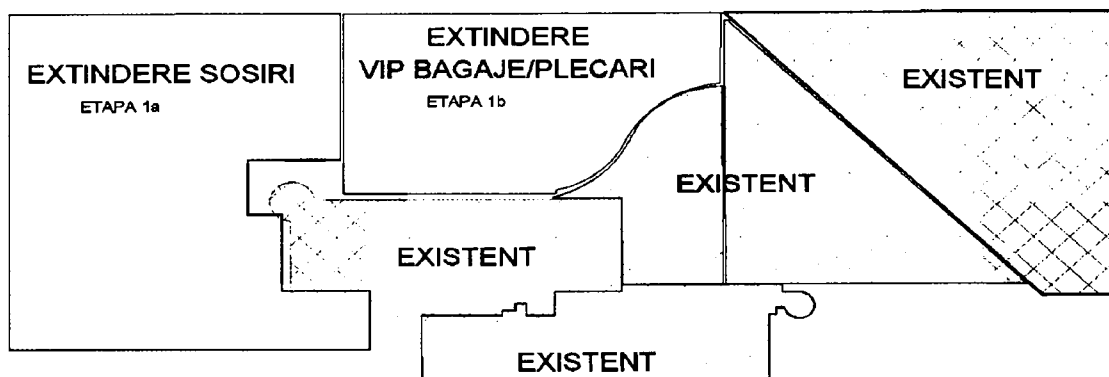 EXTINDERE SOSIRI
ETAPA 1a
EXTINDERE
VIP BAGAJE/PLECARI
ETAPA 1b
EXISTENT
EXISTENT
EXISTENT
EXISTENT